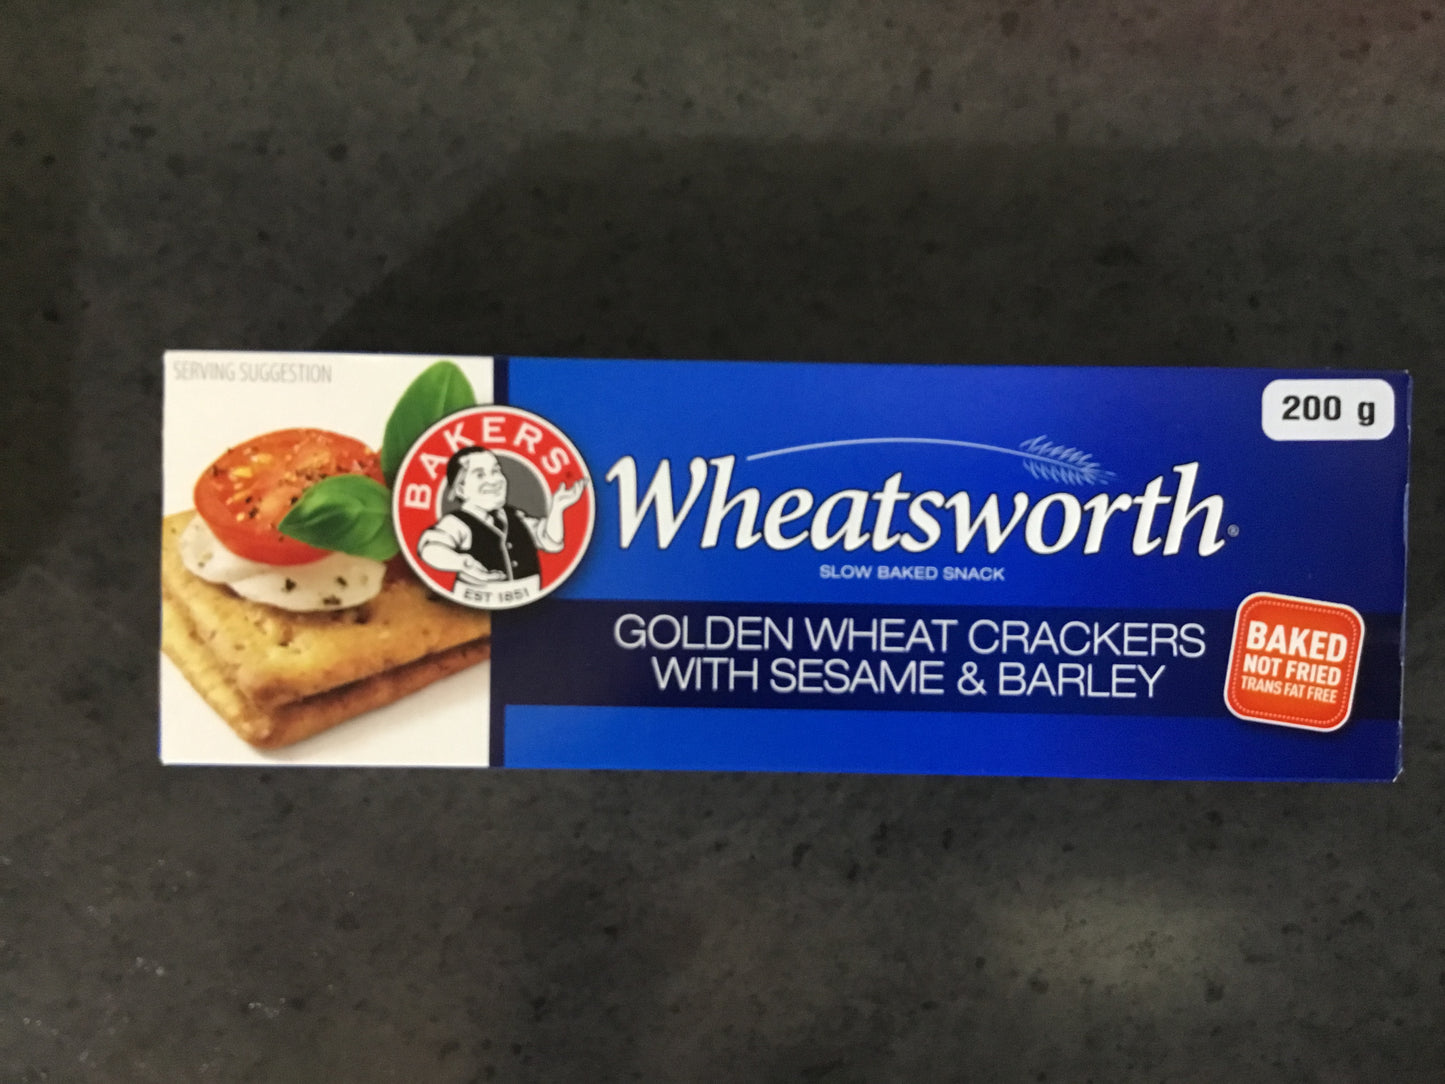 SERVING SUGGESTION
BAKERS
EST 1851
Wheatsworth®
SLOW BAKED SNACK
GOLDEN WHEAT CRACKERS
WITH SESAME & BARLEY
200 g
BAKED
NOT FRIED
TRANS FAT FREE